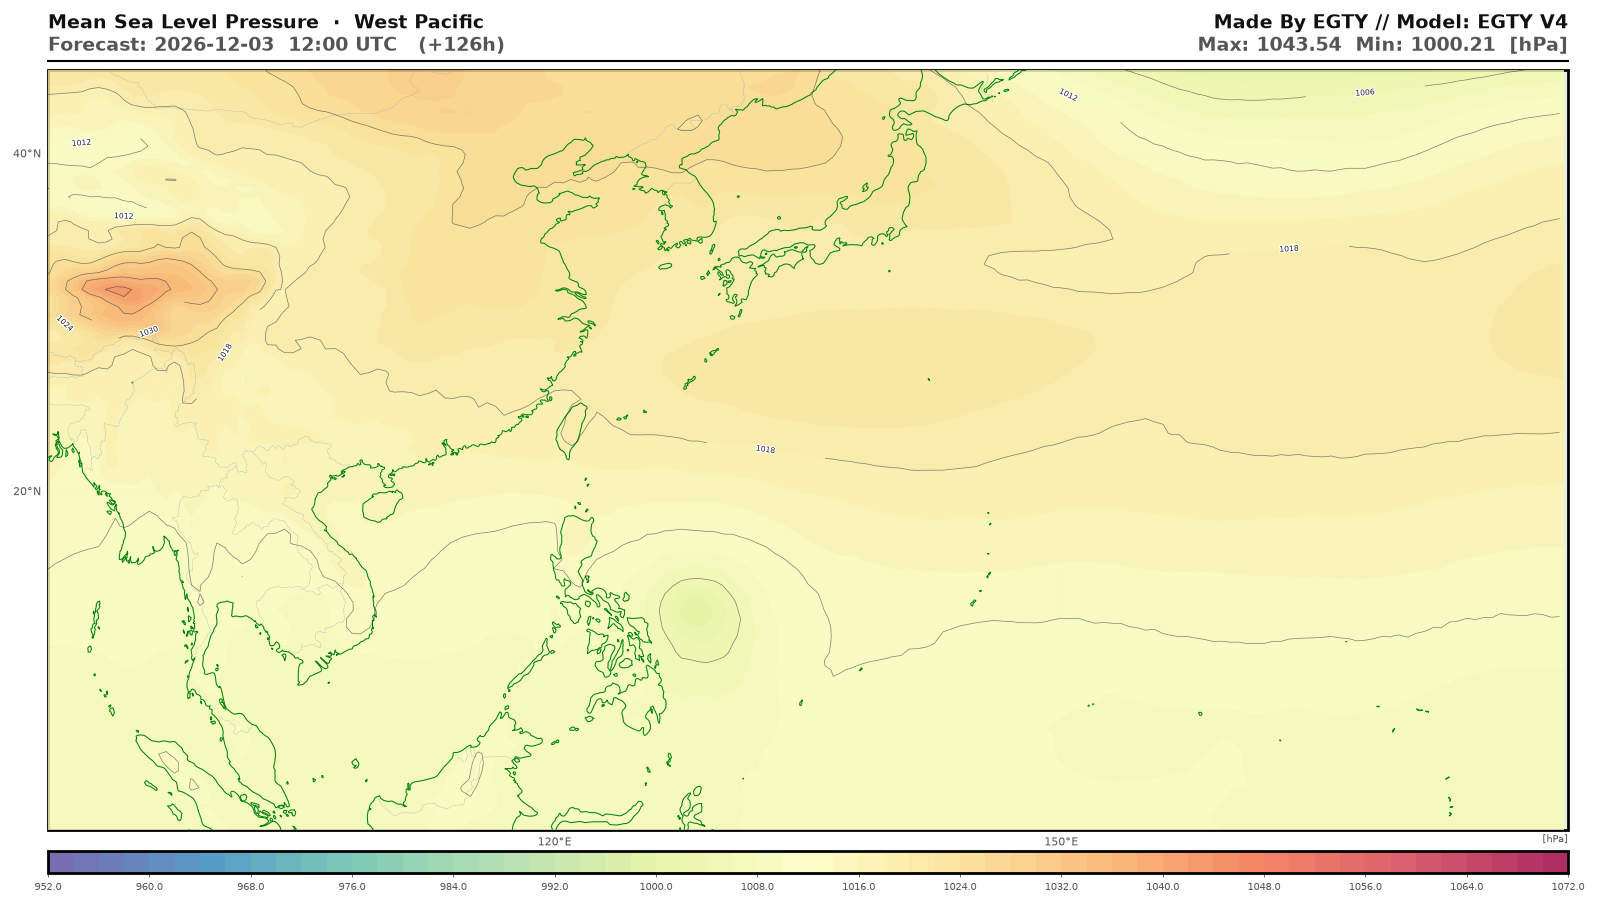 Mean Sea Level Pressure · West Pacific
Made By EGTY // Model: EGTY V4
Forecast: 2026-12-03 12:00 UTC (+126h)
Max: 1043.54 Min: 1000.21 [hPa]
1012
1006
1012
40°N
1012
1018
1024
1030
1018
1018
20°N
120°E
150°E
[hPa]
952.0
960.0
968.0
976.0
984.0
992.0
1000.0
1008.0
1016.0
1024.0
1032.0
1040.0
1048.0
1056.0
1064.0
1072.0